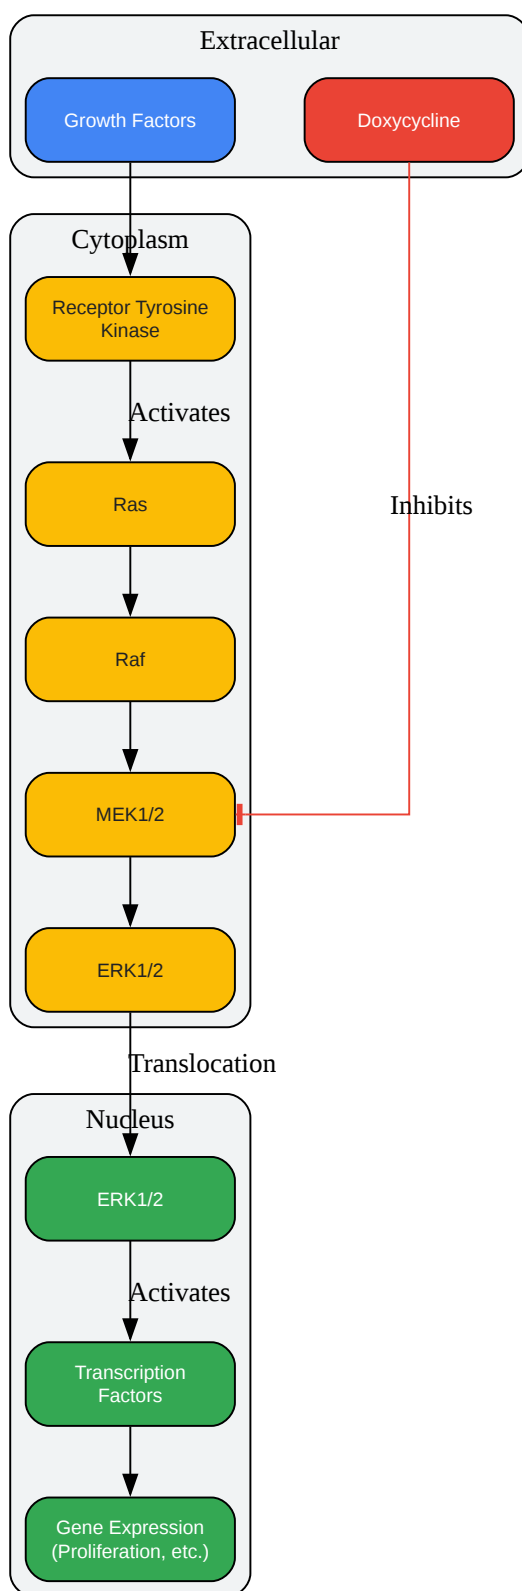 Extracellular
Growth Factors
Doxycycline
Cytoplasm
Receptor Tyrosine
Kinase
Activates
Ras
Inhibits
Raf
MEK1/2
ERK1/2
Translocation
Nucleus
ERK1/2
Activates
Transcription
Factors
Gene Expression
(Proliferation, etc.)